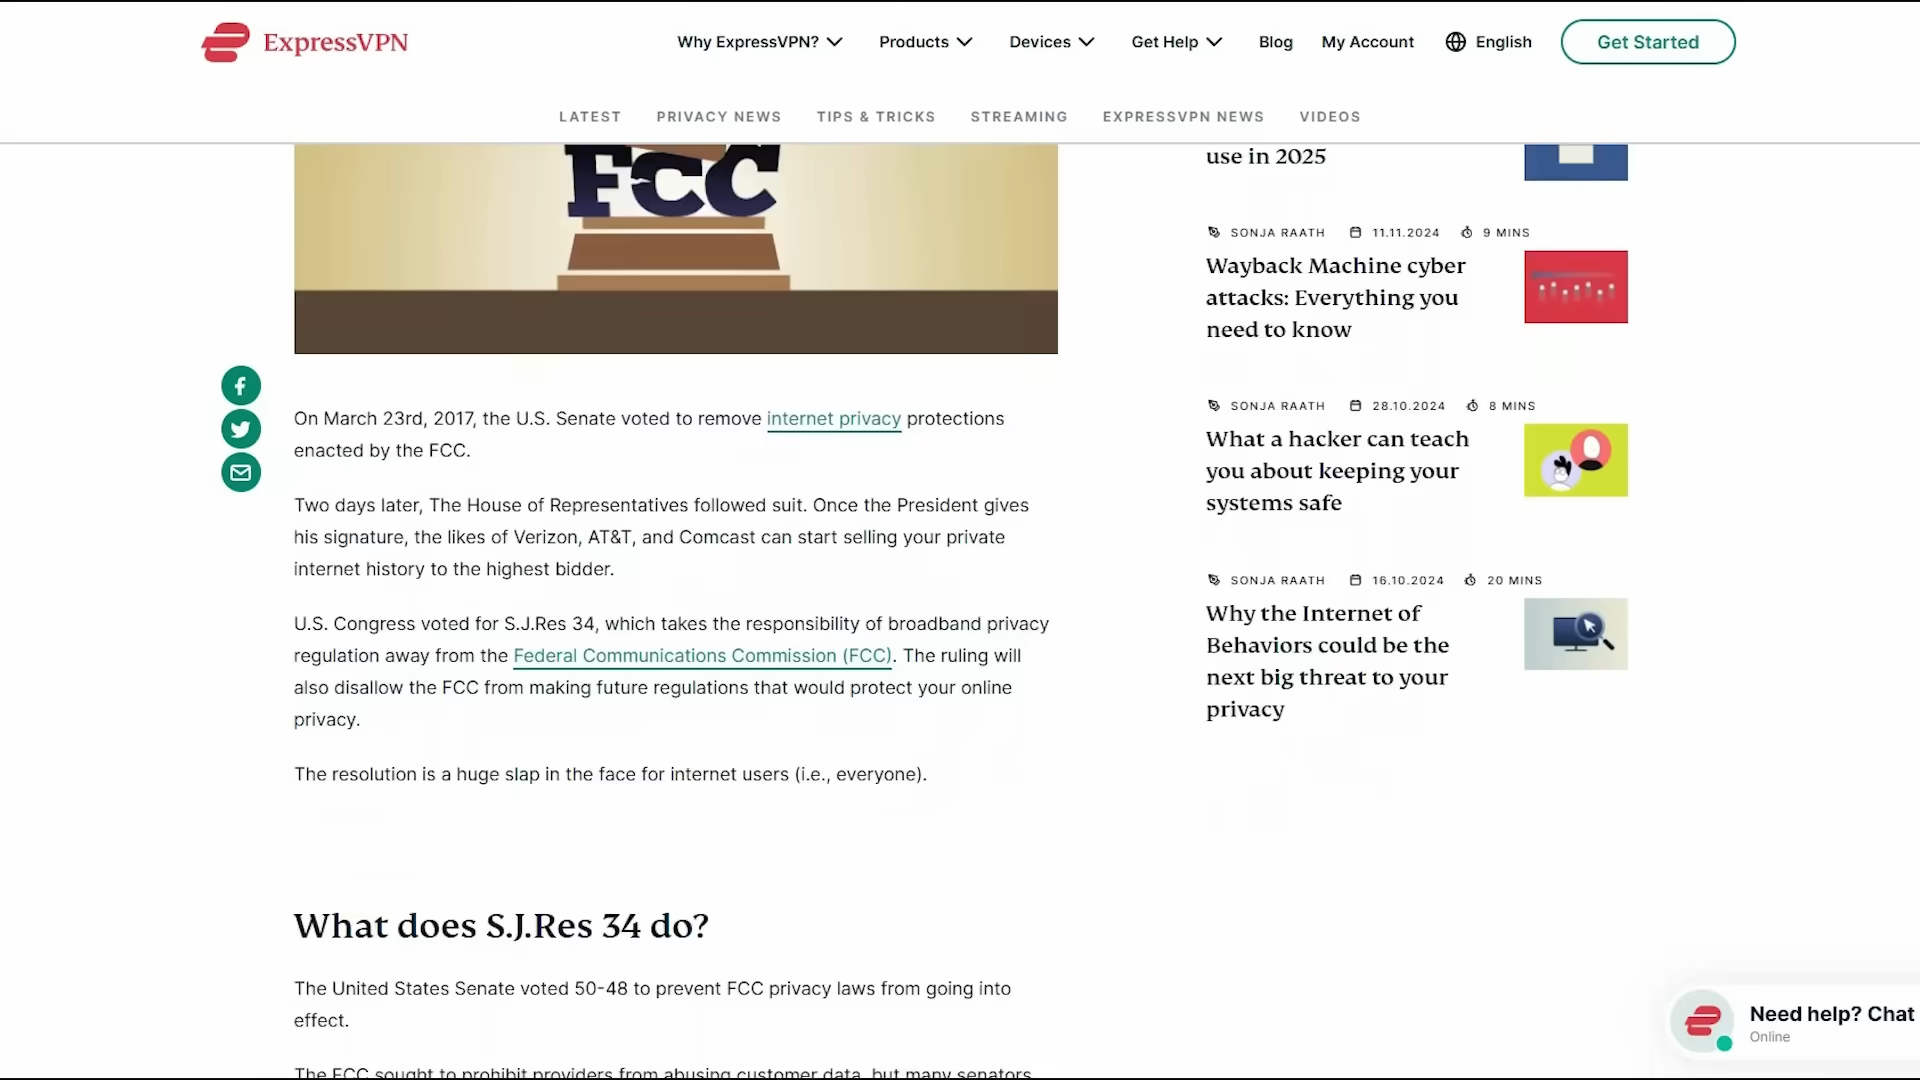 ExpressVPN
Why ExpressVPN? Products Devices Get Help Blog My Account English Get Started
LATEST PRIVACY NEWS TIPS & TRICKS STREAMING EXPRESSVPN NEWS VIDEOS
FCC
On March 23rd, 2017, the U.S. Senate voted to remove internet privacy protections
enacted by the FCC.
Two days later, The House of Representatives followed suit. Once the President gives
his signature, the likes of Verizon, AT&T, and Comcast can start selling your private
internet history to the highest bidder.
U.S. Congress voted for S.J.Res 34, which takes the responsibility of broadband privacy
regulation away from the Federal Communications Commission (FCC). The ruling will
also disallow the FCC from making future regulations that would protect your online
privacy.
The resolution is a huge slap in the face for internet users (i.e., everyone).
What does S.J.Res 34 do?
The United States Senate voted 50-48 to prevent FCC privacy laws from going into
effect.
The FCC sought to prohibit providers from abusing customer data, but many senators
use in 2025
SONJA RAATH 11.11.2024 9 MINS
Wayback Machine cyber
attacks: Everything you
need to know
SONJA RAATH 28.10.2024 8 MINS
What a hacker can teach
you about keeping your
systems safe
SONJA RAATH 16.10.2024 20 MINS
Why the Internet of
Behaviors could be the
next big threat to your
privacy
Need help? Chat
Online